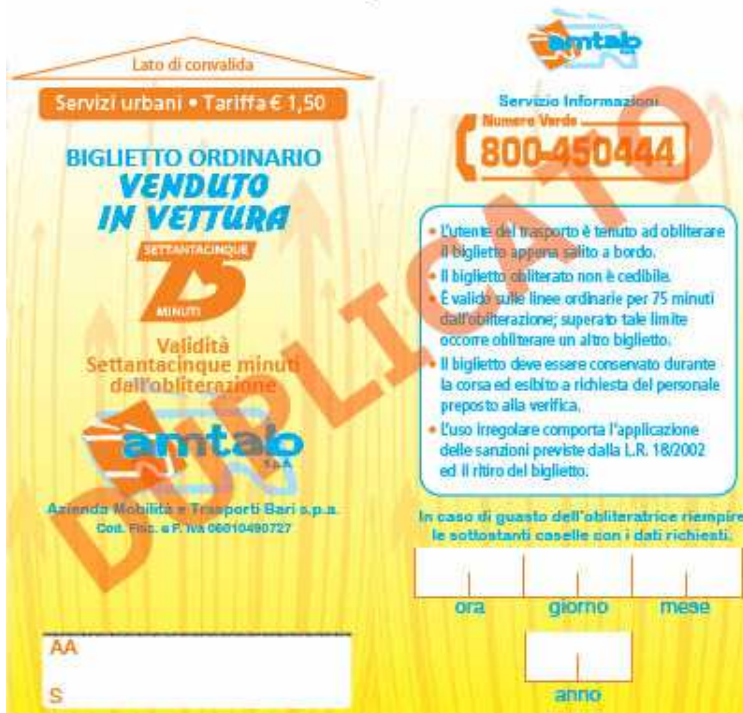 Lato di convalida
Servizi urbani • Tariffa € 1,50
BIGLIETTO ORDINARIO
VENDUTO
IN VETTURA
SETTANTACINQUE
75
MINUTI
Validità
Settantacinque minuti
dall'obliterazione
amtab
S.p.A.
Azienda Mobilità e Trasporti Bari s.p.a.
Cod. Fisc. e P. Iva 06010490727
AA
S
amtab
Servizio Informazioni
Numero Verde
800-450444
• L'utente del trasporto è tenuto ad obliterare
il biglietto appena salito a bordo.
• Il biglietto obliterato non è cedibile.
• È valido sulle linee ordinarie per 75 minuti
dall'obliterazione; superato tale limite
occorre obliterare un altro biglietto.
• Il biglietto deve essere conservato durante
la corsa ed esibito a richiesta del personale
preposto alla verifica.
• L'uso irregolare comporta l'applicazione
delle sanzioni previste dalla L.R. 18/2002
ed il ritiro del biglietto.
In caso di guasto dell'obliteratrice riempire
le sottostanti caselle con i dati richiesti.
ora giorno mese
anno
DUPLICATO